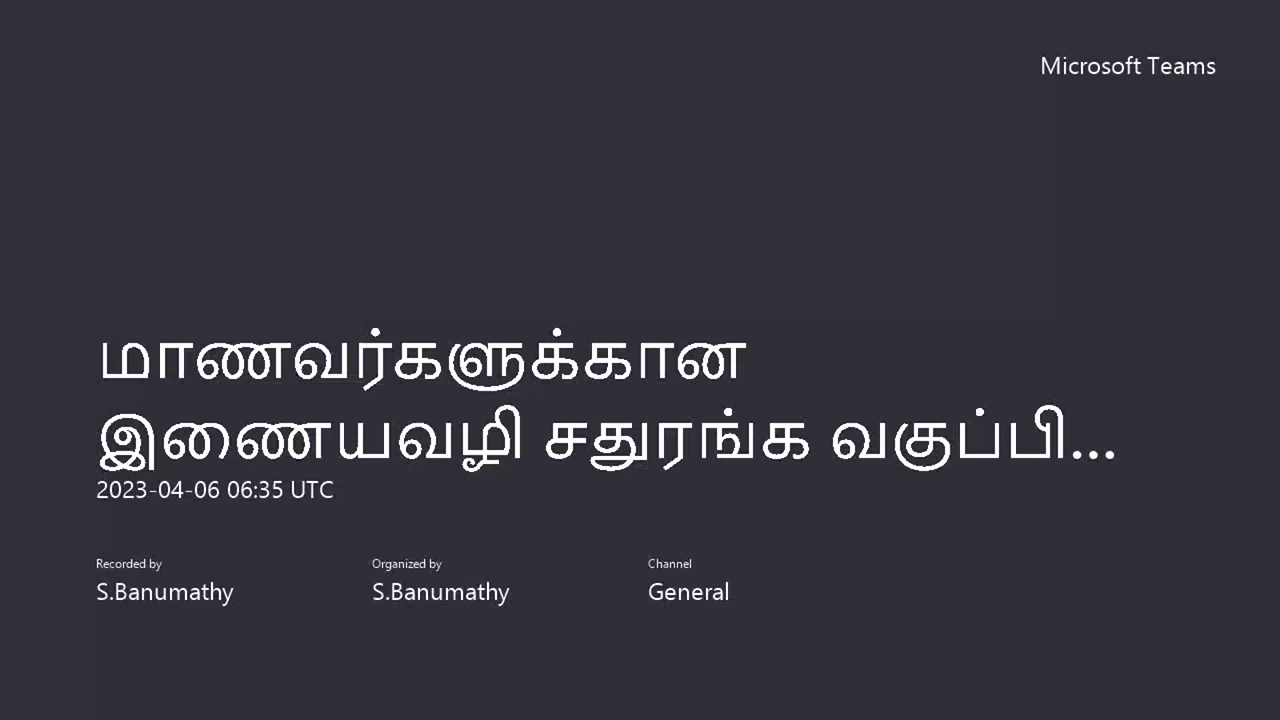 Microsoft Teams
மாணவர்களுக்கான
இணையவழி சதுரங்க வகுப்பி...
2023-04-06 06:35 UTC
Recorded by
S.Banumathy
Organized by
S.Banumathy
Channel
General